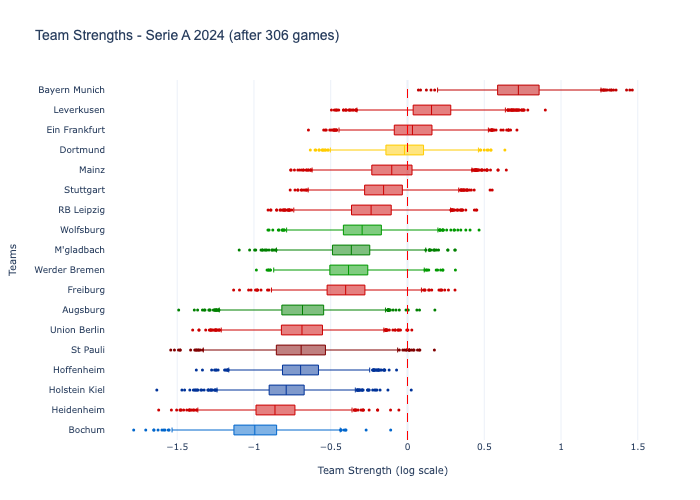 Team Strengths - Serie A 2024 (after 306 games)
Bayern Munich
Leverkusen
Ein Frankfurt
Dortmund
Mainz
Stuttgart
RB Leipzig
Wolfsburg
M'gladbach
Werder Bremen
Freiburg
Augsburg
Union Berlin
St Pauli
Hoffenheim
Holstein Kiel
Heidenheim
Bochum
Teams
−1.5 −1 −0.5 0 0.5 1 1.5
Team Strength (log scale)